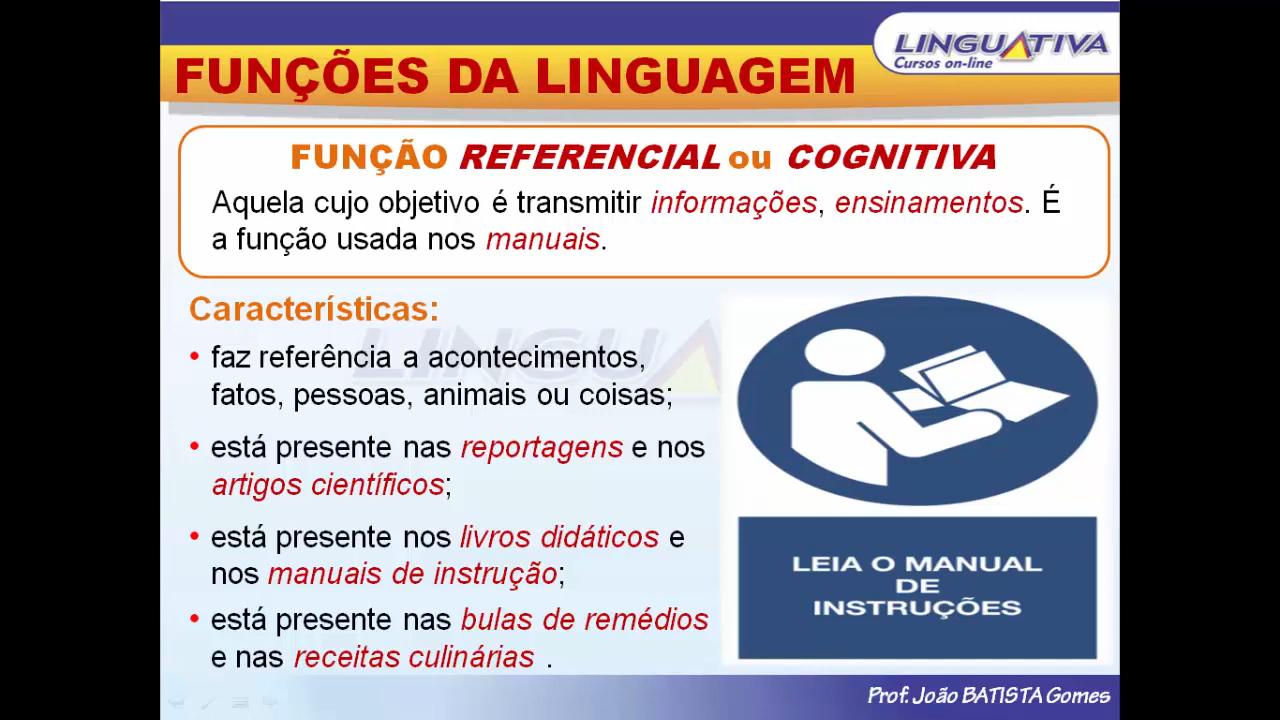 LINGUATIVA
Cursos on-line
FUNÇÕES DA LINGUAGEM
FUNÇÃO REFERENCIAL ou COGNITIVA
Aquela cujo objetivo é transmitir informações, ensinamentos. É
a função usada nos manuais.
Características:
• faz referência a acontecimentos,
fatos, pessoas, animais ou coisas;
• está presente nas reportagens e nos
artigos científicos;
• está presente nos livros didáticos e
nos manuais de instrução;
• está presente nas bulas de remédios
e nas receitas culinárias .
LEIA O MANUAL
DE
INSTRUÇÕES
Prof. João BATISTA Gomes